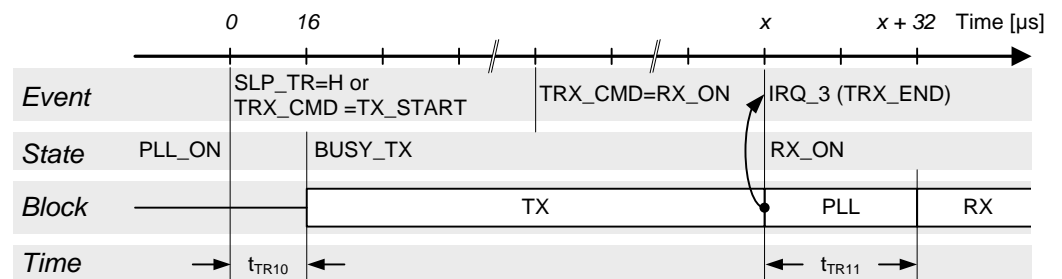 0 16 x x + 32 Time [µs]
Event SLP_TR=H or
TRX_CMD =TX_START TRX_CMD=RX_ON IRQ_3 (TRX_END)
State PLL_ON BUSY_TX RX_ON
Block TX PLL RX
Time tTR10 tTR11